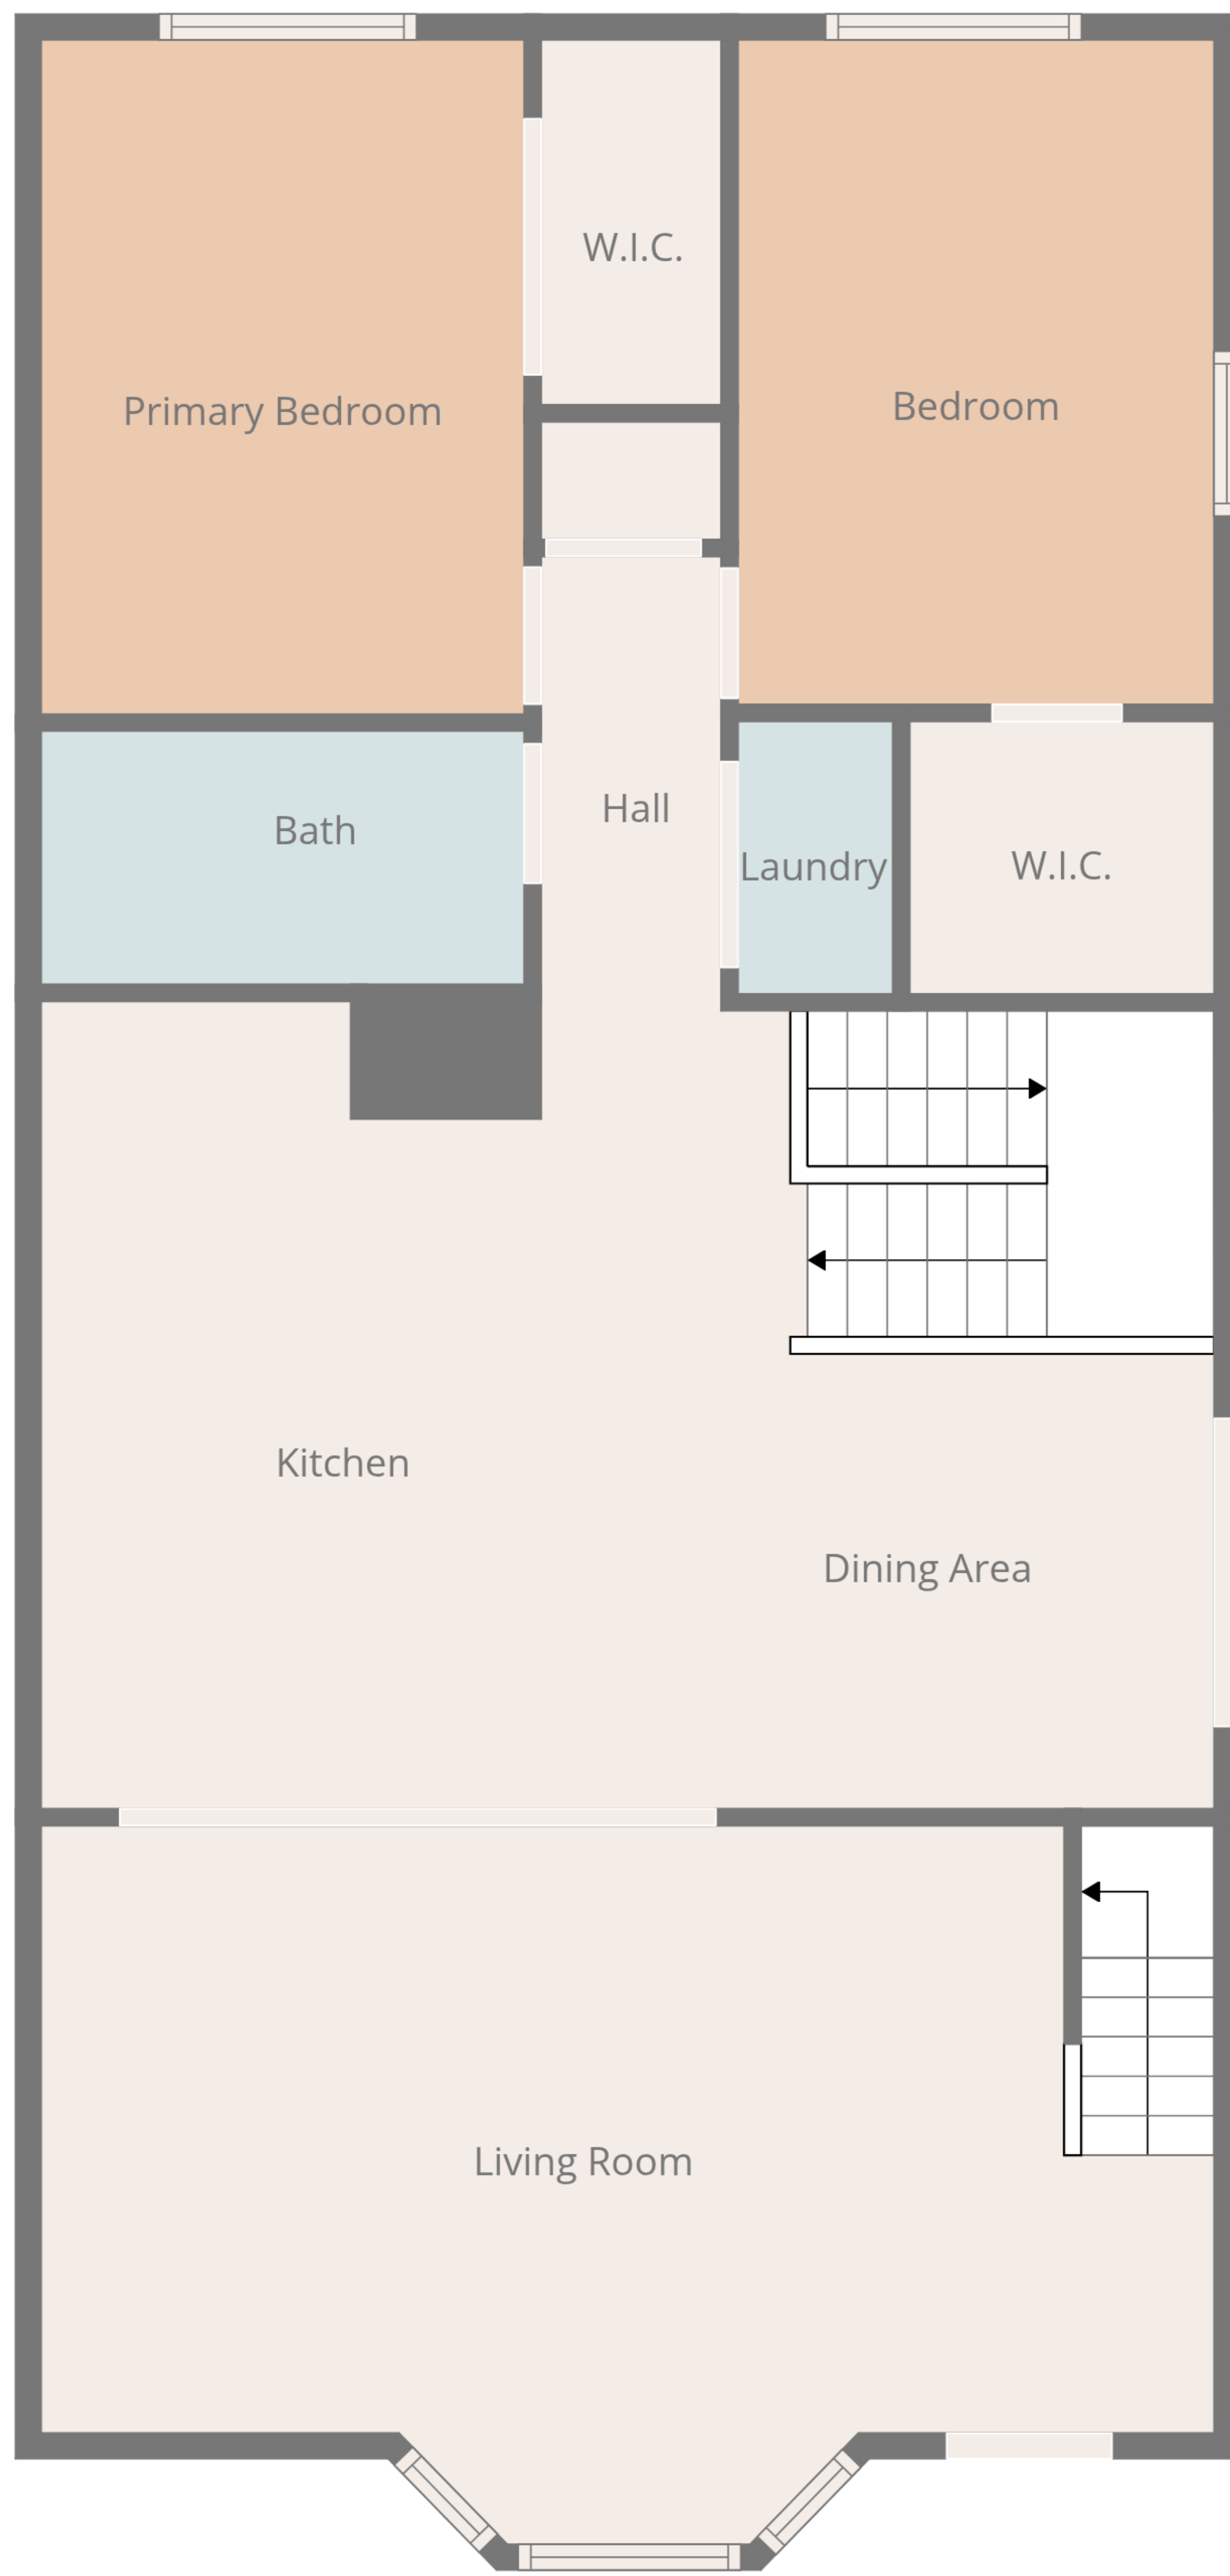 W.I.C.
Primary Bedroom
Bedroom
Hall
Bath
Laundry
W.I.C.
Kitchen
Dining Area
Living Room